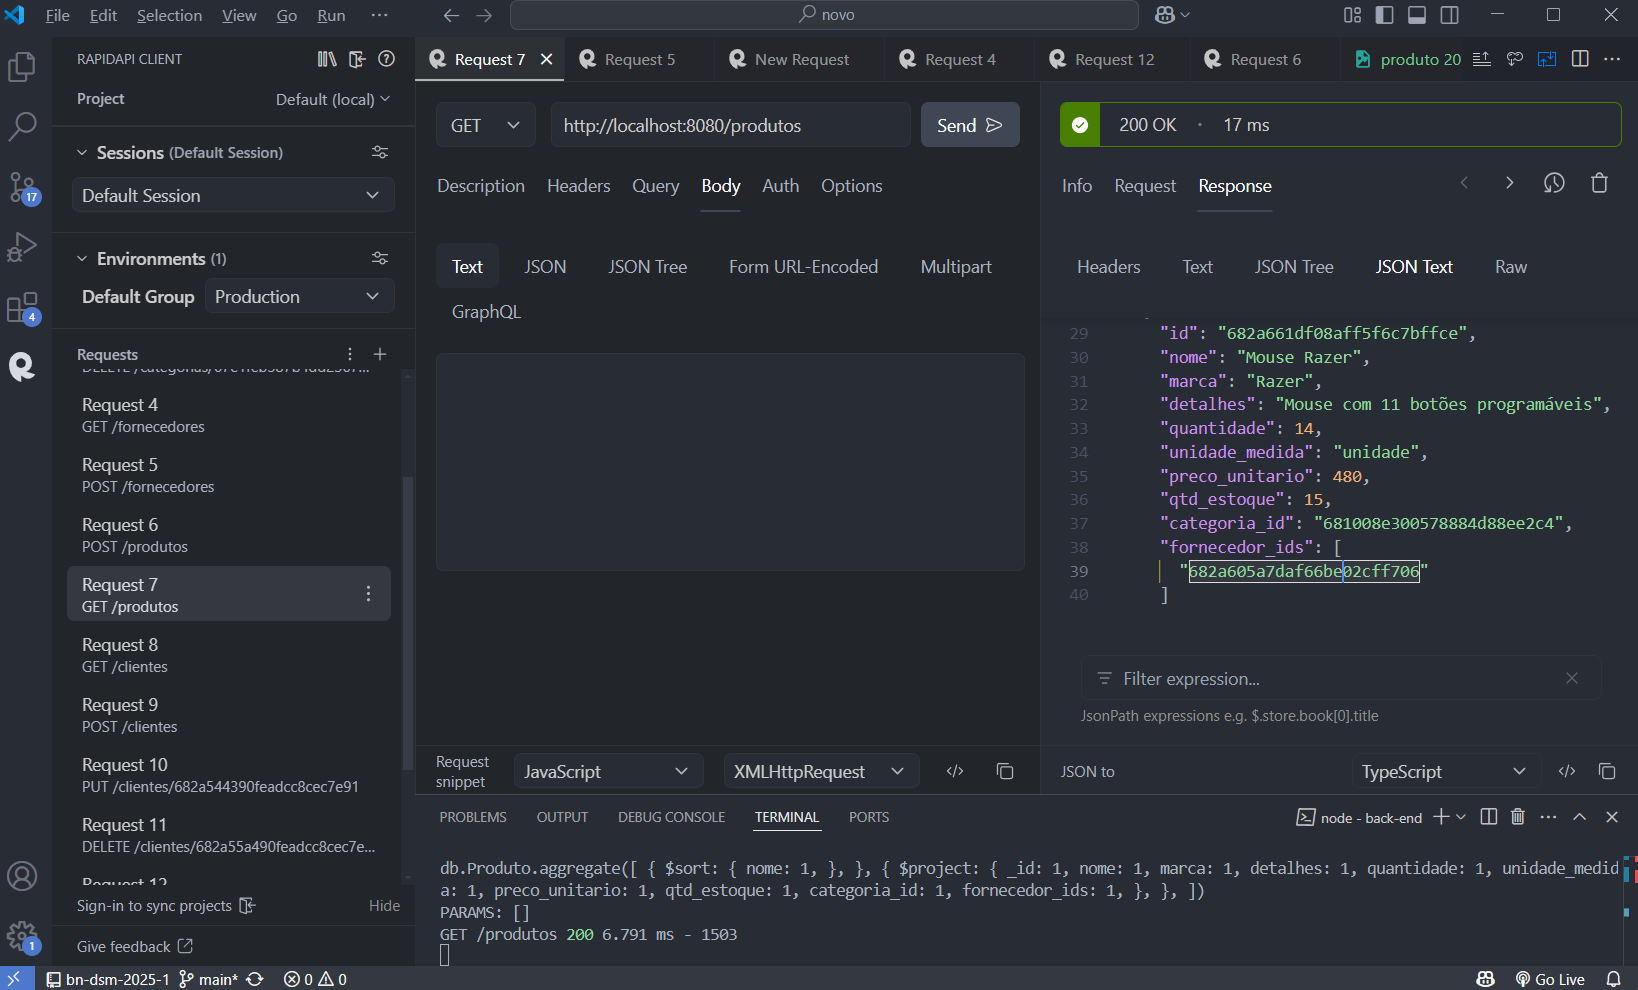 File Edit Selection View Go Run ··· novo
RAPIDAPI CLIENT
Project Default (local)
Sessions (Default Session)
Default Session
Environments (1)
Default Group Production
Requests
Request 4
GET /fornecedores
Request 5
POST /fornecedores
Request 6
POST /produtos
Request 7
GET /produtos
Request 8
GET /clientes
Request 9
POST /clientes
Request 10
PUT /clientes/682a544390feadcc8cec7e91
Request 11
DELETE /clientes/682a55a490feadcc8cec7e...
Request 12
Sign-in to sync projects Hide
Give feedback
Request 7 Request 5 New Request Request 4 Request 12 Request 6 produto 20
GET http://localhost:8080/produtos Send
Description Headers Query Body Auth Options
Text JSON JSON Tree Form URL-Encoded Multipart
GraphQL
Request snippet JavaScript XMLHttpRequest
200 OK · 17 ms
Info Request Response
Headers Text JSON Tree JSON Text Raw
29 "id": "682a661df08aff5f6c7bffce",
30 "nome": "Mouse Razer",
31 "marca": "Razer",
32 "detalhes": "Mouse com 11 botões programáveis",
33 "quantidade": 14,
34 "unidade_medida": "unidade",
35 "preco_unitario": 480,
36 "qtd_estoque": 15,
37 "categoria_id": "681008e300578884d88ee2c4",
38 "fornecedor_ids": [
39 "682a605a7daf66be02cff706"
40 ]
Filter expression...
JsonPath expressions e.g. $.store.book[0].title
JSON to TypeScript
PROBLEMS OUTPUT DEBUG CONSOLE TERMINAL PORTS node - back-end
db.Produto.aggregate([ { $sort: { nome: 1, }, }, { $project: { _id: 1, nome: 1, marca: 1, detalhes: 1, quantidade: 1, unidade_medid
a: 1, preco_unitario: 1, qtd_estoque: 1, categoria_id: 1, fornecedor_ids: 1, }, }, ])
PARAMS: []
GET /produtos 200 6.791 ms - 1503
17
4
1
bn-dsm-2025-1 main* 0 0 Go Live